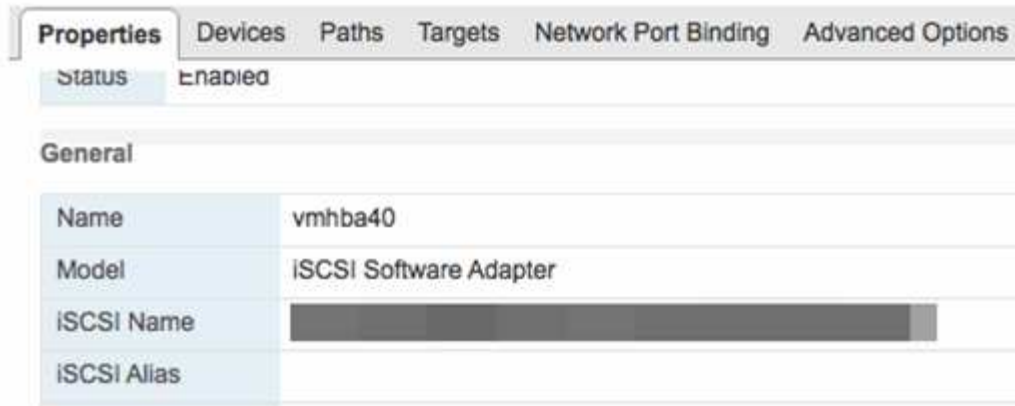 Properties Devices Paths Targets Network Port Binding Advanced Options
Status Enabled
General
Name vmhba40
Model iSCSI Software Adapter
iSCSI Name
iSCSI Alias